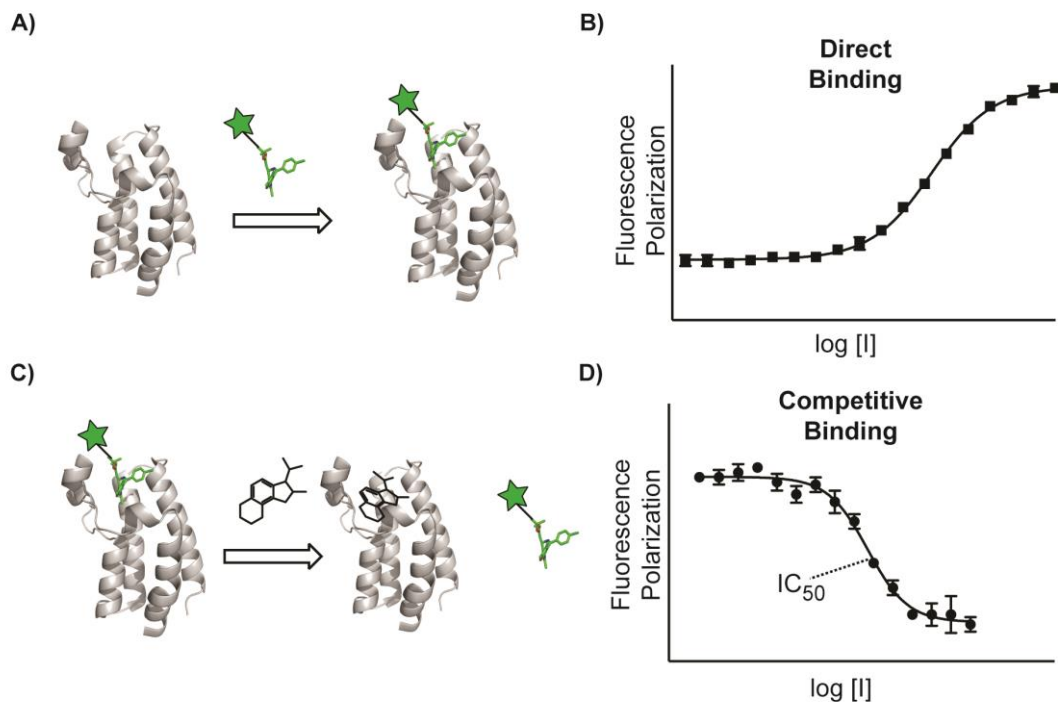 A)
B)
Direct
Binding
Fluorescence
Polarization
log [I]
C)
D)
Competitive
Binding
Fluorescence
Polarization
IC50
log [I]